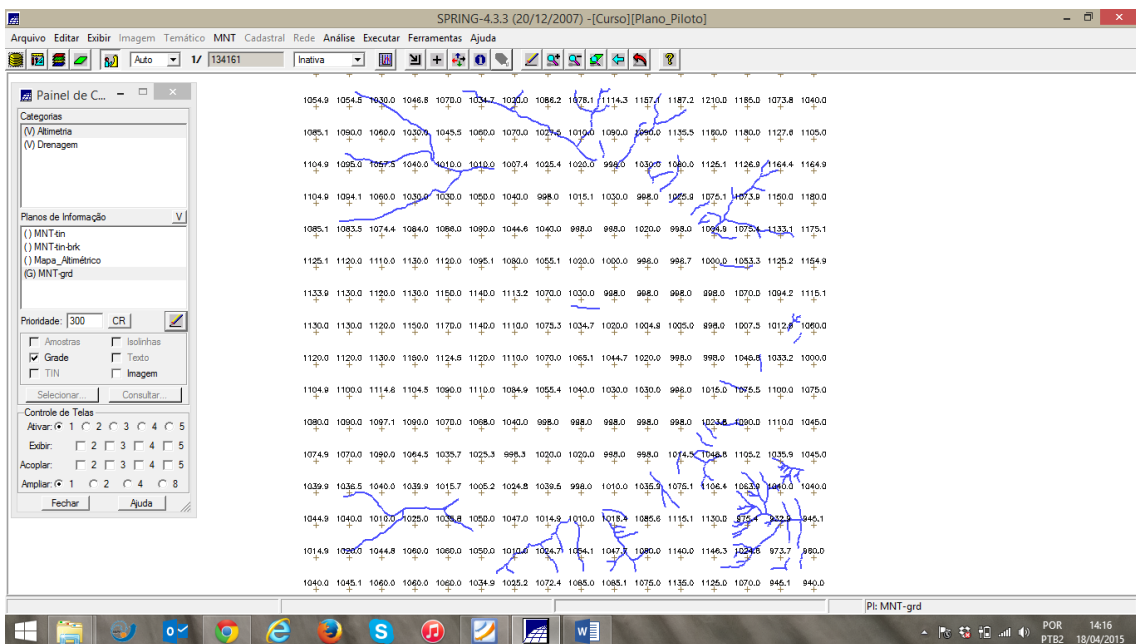 SPRING-4.3.3 (20/12/2007) -[Curso][Plano_Piloto]
Arquivo Editar Exibir Imagem Temático MNT Cadastral Rede Análise Executar Ferramentas Ajuda
Auto 1/ 134161 Inativa
Painel de C...
Categorias
(V) Altimetria
(V) Drenagem
Planos de Informação V
( ) MNT-tin
( ) MNT-tin-brk
( ) Mapa_Altimétrico
(G) MNT-grd
Prioridade: 300 CR
Amostras Isolinhas
Grade Texto
TIN Imagem
Selecionar... Consultar...
Controle de Telas
Ativar: 1 2 3 4 5
Exibir: 2 3 4 5
Acoplar: 2 3 4 5
Ampliar: 1 2 4 8
Fechar Ajuda
1054.9 1054.5 1030.0 1046.8 1070.0 1034.7 1020.0 1086.2 1078.1 1114.3 1157.1 1187.2 1210.0 1185.0 1073.8 1040.0
1085.1 1090.0 1060.0 1030.0 1045.5 1060.0 1070.0 1027.5 1010.0 1090.0 1090.0 1135.5 1160.0 1180.0 1127.6 1105.0
1104.9 1095.0 1057.5 1040.0 1010.0 1010.0 1007.4 1025.4 1020.0 998.0 1030.0 1080.0 1125.1 1126.9 1164.4 1164.9
1104.9 1094.1 1060.0 1030.0 1030.0 1050.0 1040.0 998.0 1015.1 1030.0 998.0 1025.9 1075.1 1073.9 1150.0 1180.0
1085.1 1083.5 1074.4 1084.0 1088.0 1090.0 1044.6 1040.0 998.0 998.0 1020.0 998.0 1094.9 1075.4 1133.1 1175.1
1125.1 1120.0 1110.0 1130.0 1120.0 1095.1 1080.0 1055.1 1020.0 1000.0 998.0 998.7 1000.0 1053.3 1125.2 1154.9
1133.9 1130.0 1120.0 1130.0 1150.0 1140.0 1113.2 1070.0 1030.0 998.0 998.0 998.0 998.0 1070.0 1094.2 1115.1
1130.0 1130.0 1120.0 1150.0 1170.0 1140.0 1110.0 1075.3 1034.7 1020.0 1004.9 1005.0 998.0 1007.5 1012.8 1060.0
1120.0 1120.0 1130.0 1160.0 1124.6 1120.0 1110.0 1070.0 1065.1 1044.7 1020.0 998.0 998.0 1046.8 1033.2 1000.0
1104.9 1100.0 1114.6 1104.5 1090.0 1110.0 1084.9 1055.4 1040.0 1030.0 1030.0 998.0 1015.0 1075.5 1100.0 1075.0
1080.0 1090.0 1097.1 1090.0 1070.0 1068.0 1040.0 998.0 998.0 998.0 998.0 998.0 1023.8 1090.0 1110.0 1045.0
1074.9 1070.0 1090.0 1064.5 1035.7 1025.3 998.3 1020.0 1020.0 998.0 998.0 1074.5 1048.8 1105.2 1035.9 1045.0
1039.9 1036.5 1040.0 1039.9 1015.7 1005.2 1024.8 1039.5 998.0 1010.0 1035.9 1075.1 1106.4 1063.9 1040.0 1040.0
1044.9 1040.0 1010.0 1025.0 1039.8 1050.0 1047.0 1014.9 1010.0 1018.4 1085.6 1115.1 1130.0 975.4 932.9 945.1
1014.9 1020.0 1044.8 1060.0 1080.0 1050.0 1010.0 1024.7 1054.1 1047.7 1090.0 1140.0 1146.3 1024.6 973.7 980.0
1040.0 1045.1 1060.0 1060.0 1060.0 1034.9 1025.2 1072.4 1065.0 1085.1 1075.0 1135.0 1125.0 1070.0 945.1 940.0
PI: MNT-grd
POR 14:16
PTB2 18/04/2015